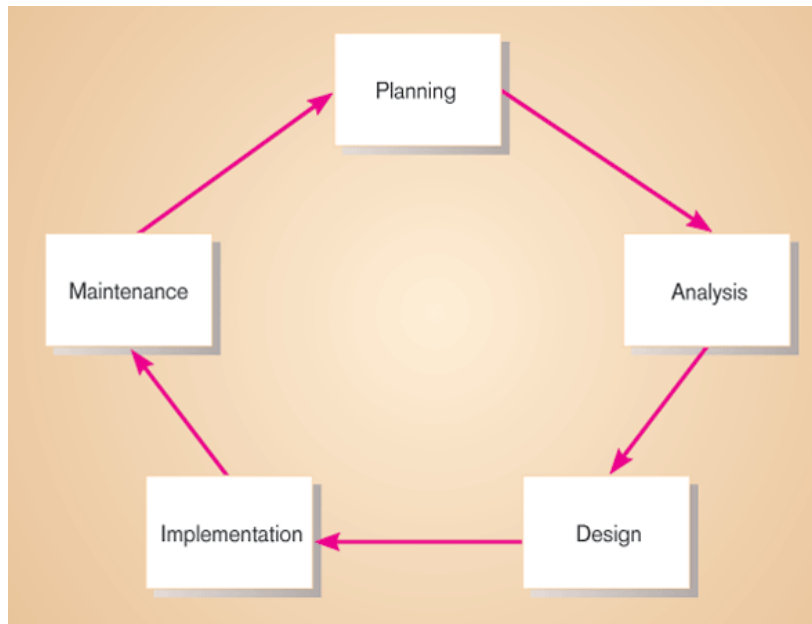 Planning
Analysis
Design
Implementation
Maintenance